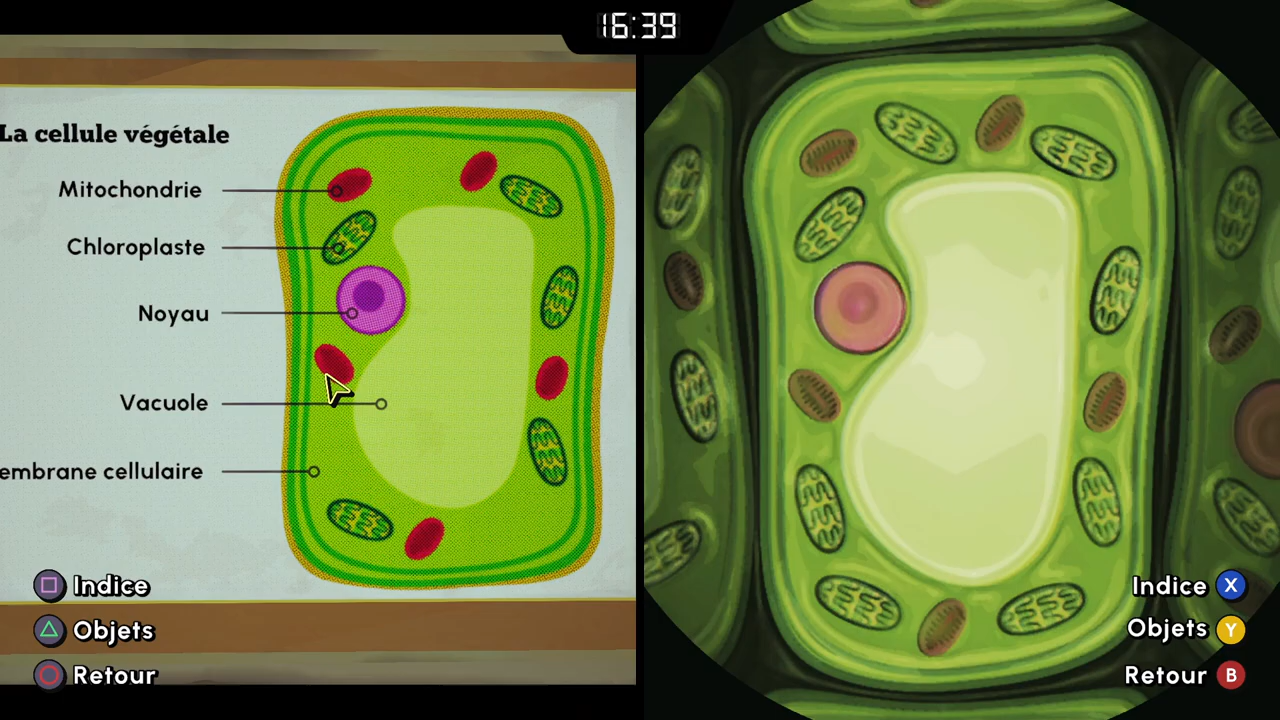 16:39
La cellule végétale
Mitochondrie
Chloroplaste
Noyau
Vacuole
embrane cellulaire
Indice
Objets
Retour
Indice X
Objets Y
Retour B